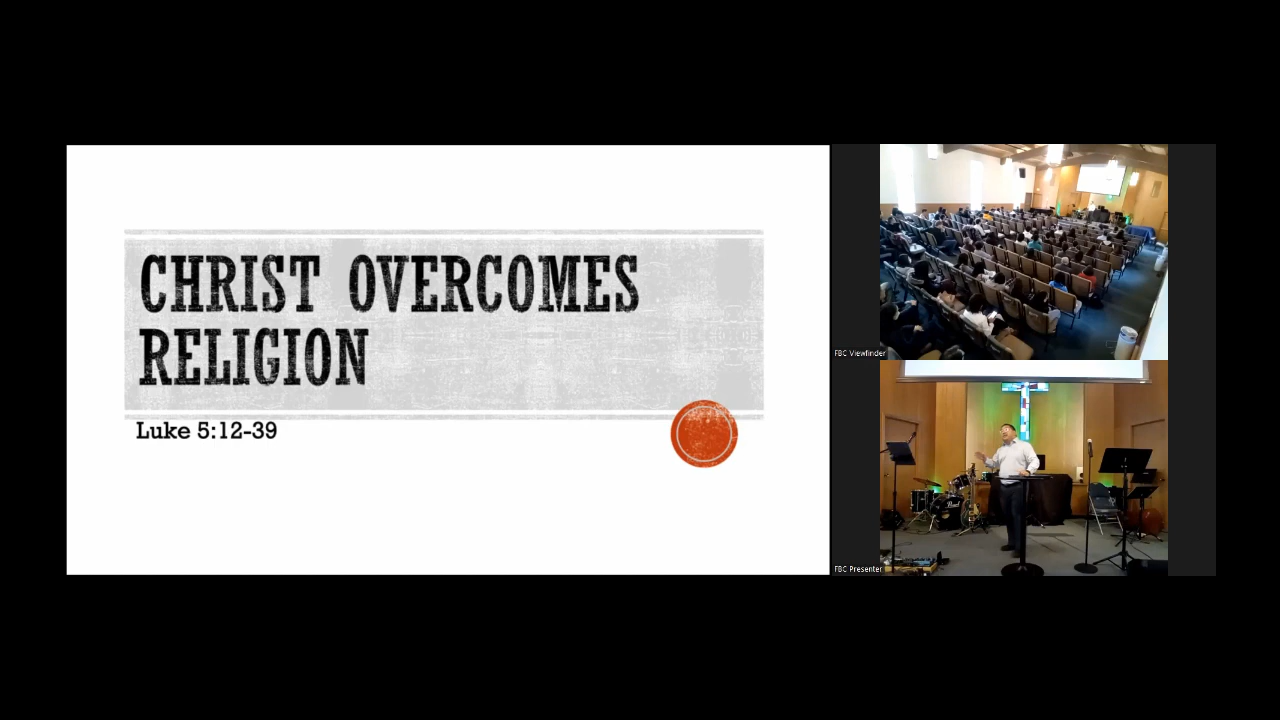 CHRIST OVERCOMES
RELIGION
Luke 5:12-39
FBC Viewfinder
FBC Presenter